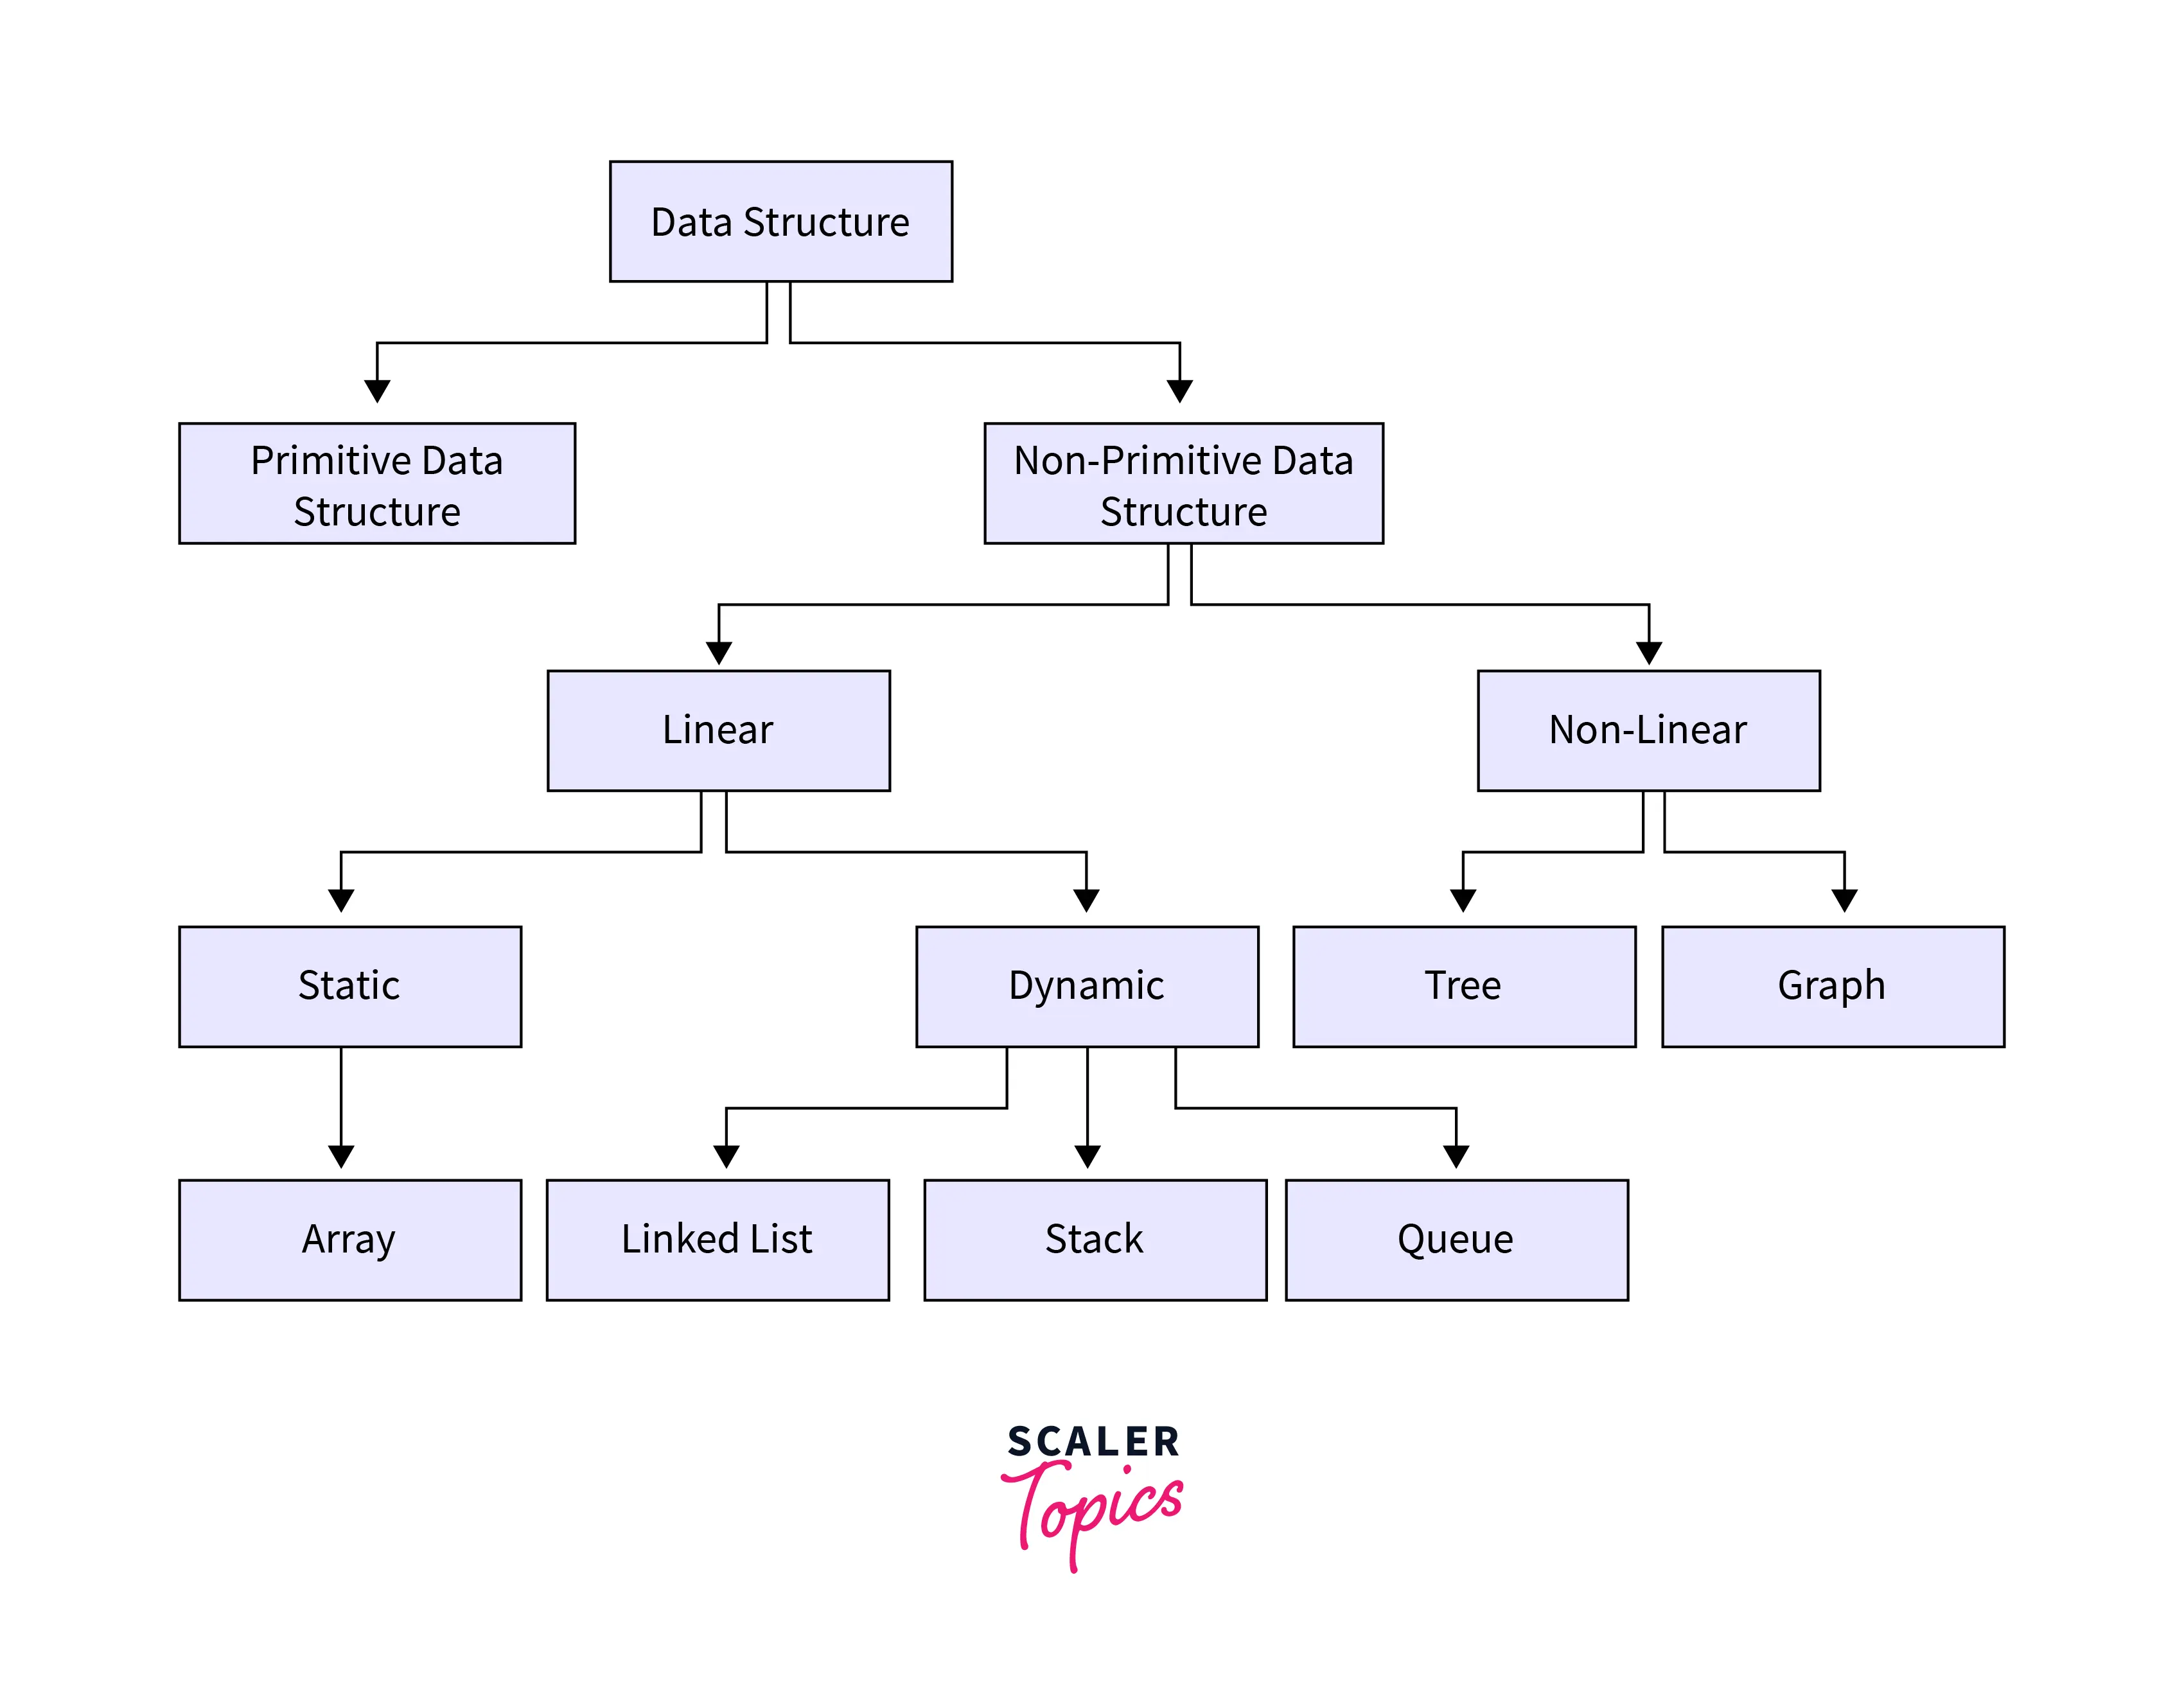 Data Structure
Primitive Data
Structure
Non-Primitive Data
Structure
Linear
Non-Linear
Static
Dynamic
Tree
Graph
Array
Linked List
Stack
Queue
SCALER
Topics